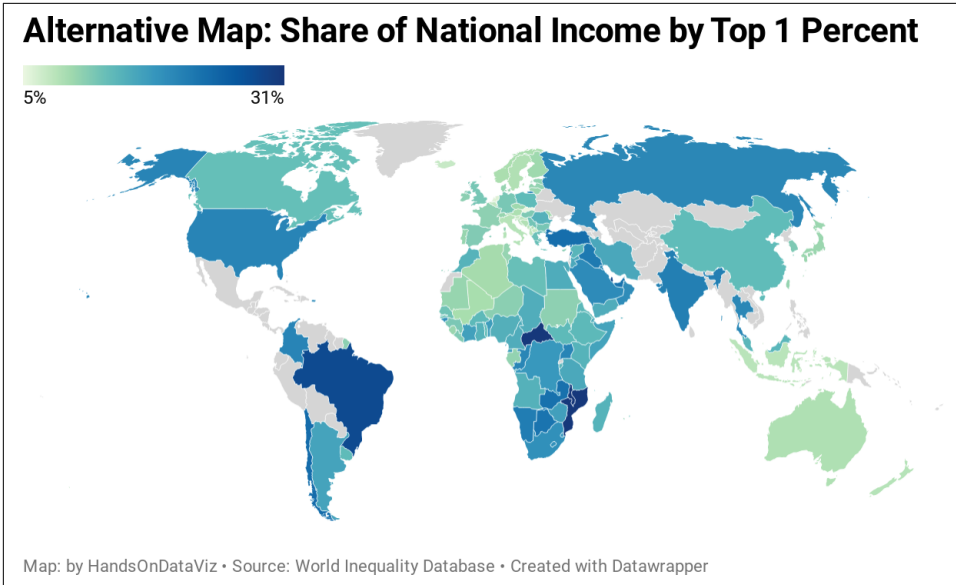 Alternative Map: Share of National Income by Top 1 Percent
5% 31%
Map: by HandsOnDataViz • Source: World Inequality Database • Created with Datawrapper